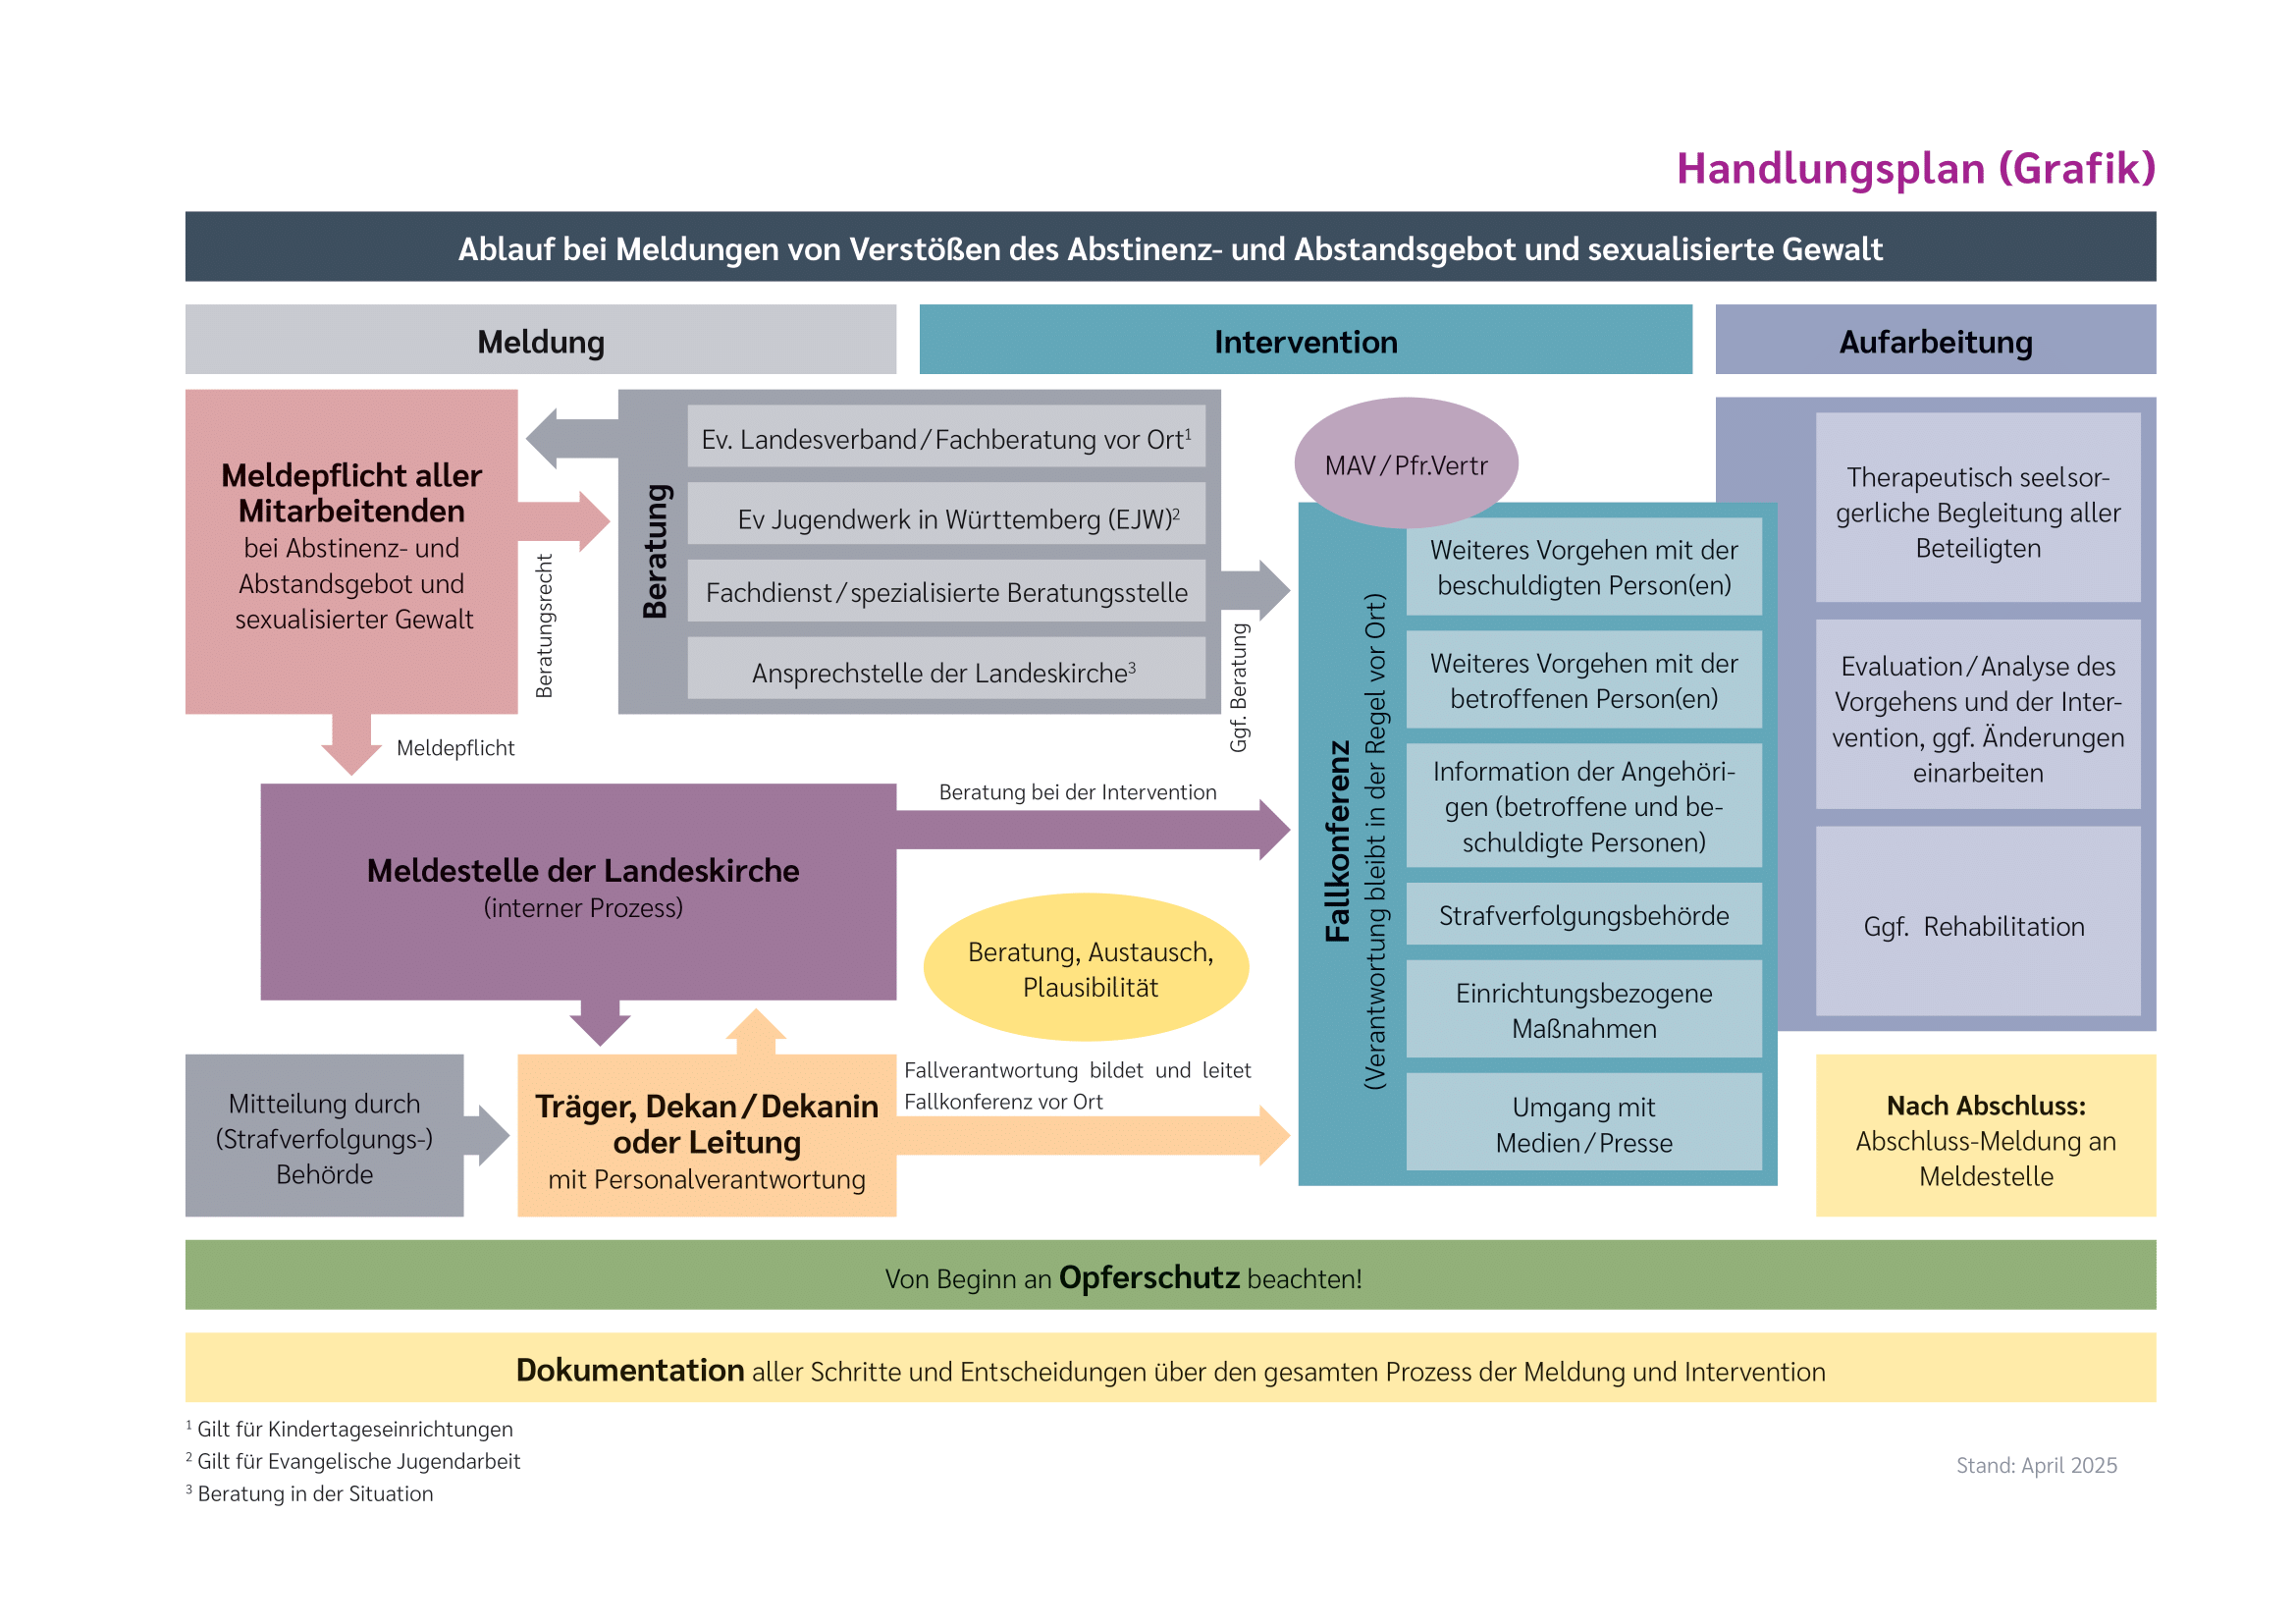 Handlungsplan (Grafik)
Ablauf bei Meldungen von Verstößen des Abstinenz- und Abstandsgebot und sexualisierte Gewalt
Meldung
Intervention
Aufarbeitung
Meldepflicht aller
Mitarbeitenden
bei Abstinenz- und
Abstandsgebot und
sexualisierter Gewalt
Beratungsrecht
Meldepflicht
Beratung
Ev. Landesverband/Fachberatung vor Ort¹
Ev Jugendwerk in Württemberg (EJW)²
Fachdienst/spezialisierte Beratungsstelle
Ansprechstelle der Landeskirche³
Ggf. Beratung
Meldestelle der Landeskirche
(interner Prozess)
Beratung bei der Intervention
Beratung, Austausch,
Plausibilität
Mitteilung durch
(Strafverfolgungs-)
Behörde
Träger, Dekan/Dekanin
oder Leitung
mit Personalverantwortung
Fallverantwortung bildet und leitet
Fallkonferenz vor Ort
MAV/Pfr.Vertr
Fallkonferenz
(Verantwortung bleibt in der Regel vor Ort)
Weiteres Vorgehen mit der
beschuldigten Person(en)
Weiteres Vorgehen mit der
betroffenen Person(en)
Information der Angehöri-
gen (betroffene und be-
schuldigte Personen)
Strafverfolgungsbehörde
Einrichtungsbezogene
Maßnahmen
Umgang mit
Medien/Presse
Therapeutisch seelsor-
gerliche Begleitung aller
Beteiligten
Evaluation/Analyse des
Vorgehens und der Inter-
vention, ggf. Änderungen
einarbeiten
Ggf. Rehabilitation
Nach Abschluss:
Abschluss-Meldung an
Meldestelle
Von Beginn an Opferschutz beachten!
Dokumentation aller Schritte und Entscheidungen über den gesamten Prozess der Meldung und Intervention
¹ Gilt für Kindertageseinrichtungen
² Gilt für Evangelische Jugendarbeit
³ Beratung in der Situation
Stand: April 2025